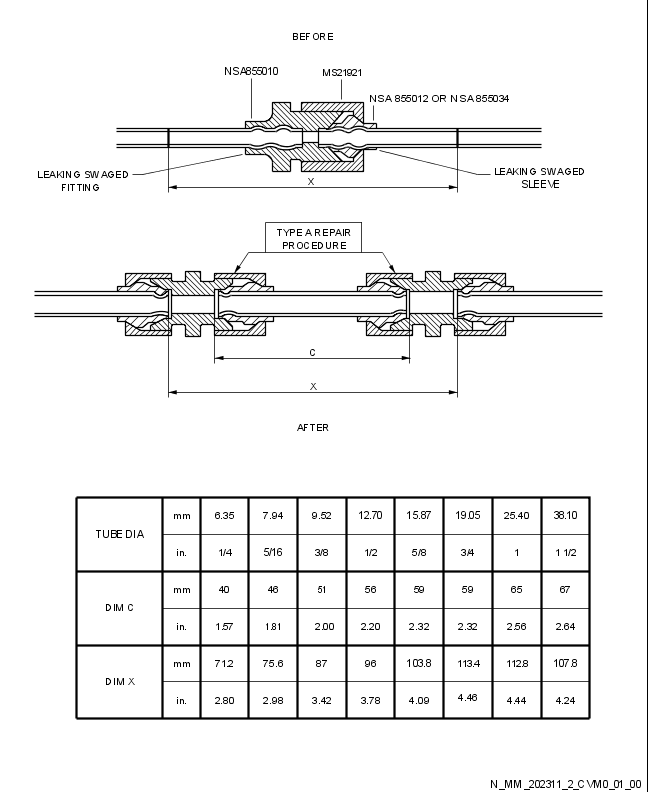 BEFORE
NSA855010
MS21921
NSA 855012 OR NSA 855034
LEAKING SWAGED
FITTING
LEAKING SWAGED
SLEEVE
X
TYPE A REPAIR
PROCEDURE
C
X
AFTER
TUBE DIA mm 6.35 7.94 9.52 12.70 15.87 19.05 25.40 38.10
in. 1/4 5/16 3/8 1/2 5/8 3/4 1 1 1/2
DIM C mm 40 46 51 56 59 59 65 67
in. 1.57 1.81 2.00 2.20 2.32 2.32 2.56 2.64
DIM X mm 71.2 75.6 87 96 103.8 113.4 112.8 107.8
in. 2.80 2.98 3.42 3.78 4.09 4.46 4.44 4.24
N_MM_202311_2_CVM0_01_00